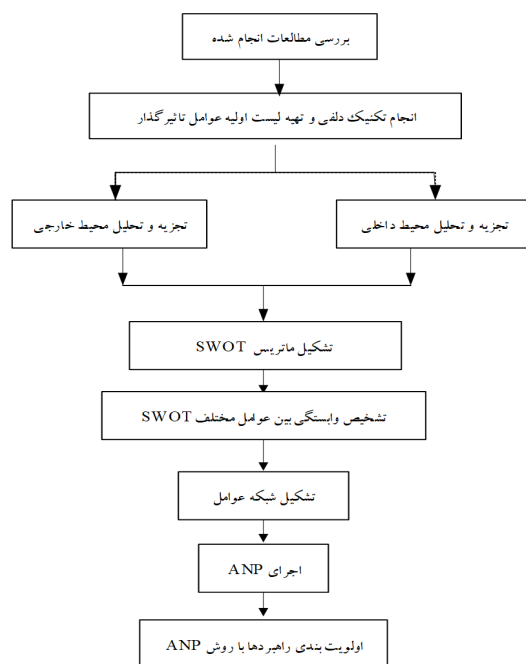 بررسی مطالعات انجام شده
انجام تکنیک دلفی و تهیه لیست اولیه عوامل تاثیرگذار
تجزیه و تحلیل محیط داخلی
تجزیه و تحلیل محیط خارجی
تشکیل ماتریس SWOT
تشخیص وابستگی بین عوامل مختلف SWOT
تشکیل شبکه عوامل
اجرای ANP
اولویت بندی راهبردها با روش ANP